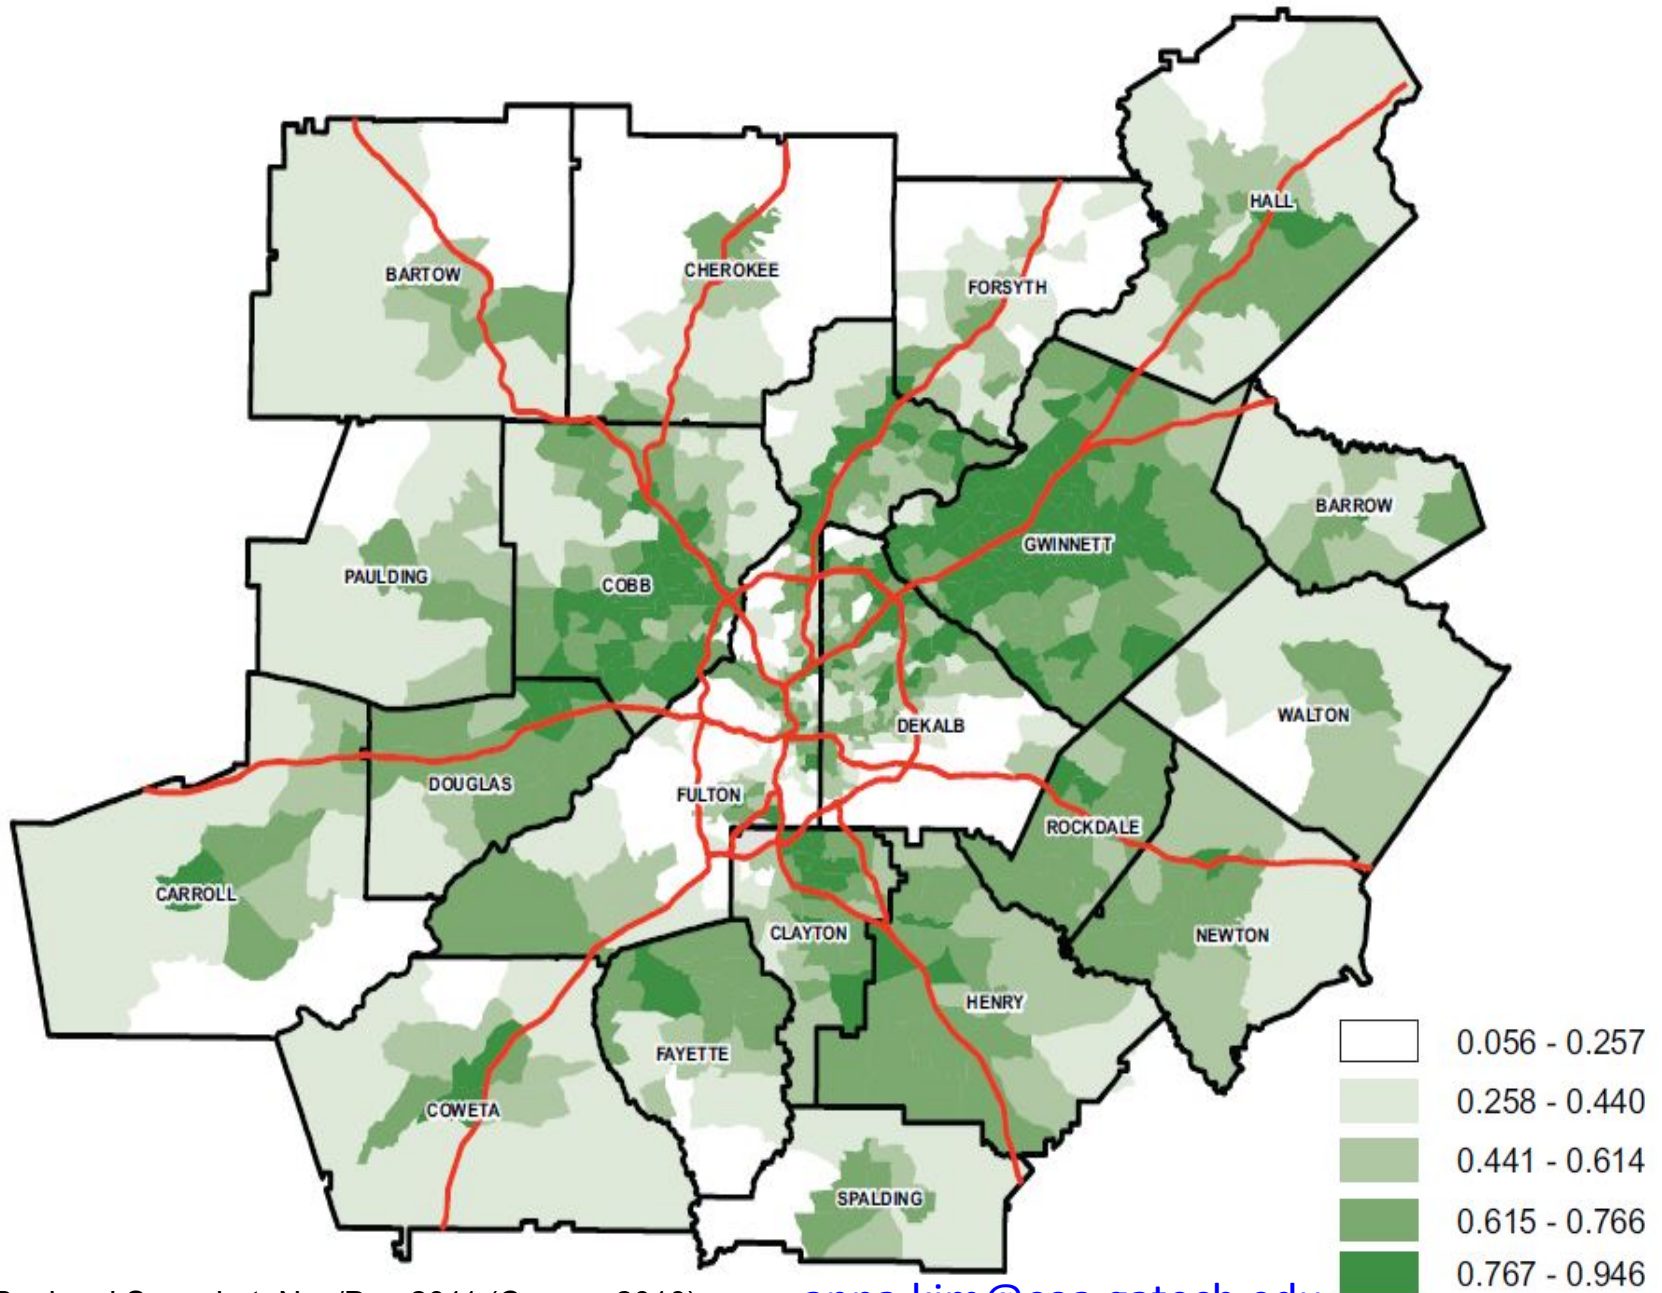 HALL
BARTOW
CHEROKEE
FORSYTH
BARROW
GWINNETT
PAULDING
COBB
WALTON
DEKALB
DOUGLAS
FULTON
ROCKDALE
CARROLL
CLAYTON
NEWTON
HENRY
FAYETTE
COWETA
SPALDING
0.056 - 0.257
0.258 - 0.440
0.441 - 0.614
0.615 - 0.766
0.767 - 0.946